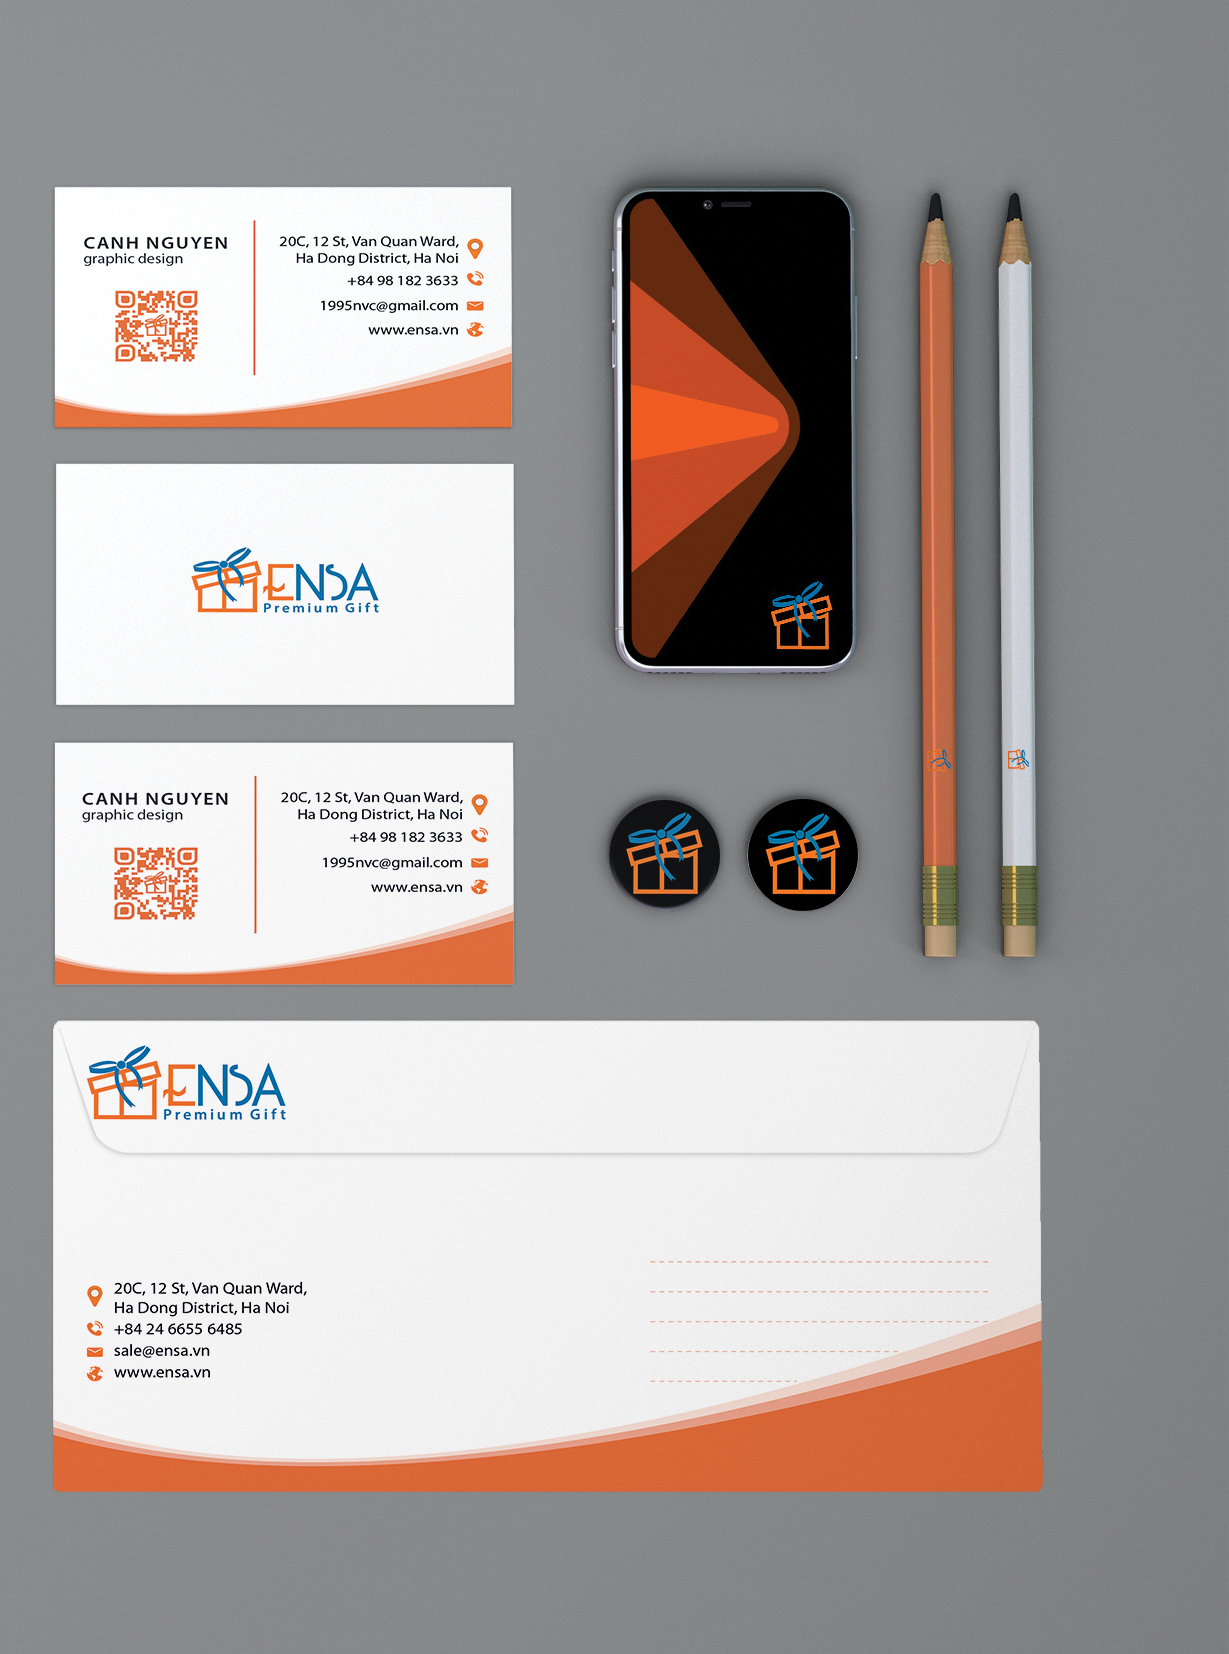 CANH NGUYEN
graphic design
20C, 12 St, Van Quan Ward,
Ha Dong District, Ha Noi
+84 98 182 3633
1995nvc@gmail.com
www.ensa.vn
ENSA
Premium Gift
CANH NGUYEN
graphic design
20C, 12 St, Van Quan Ward,
Ha Dong District, Ha Noi
+84 98 182 3633
1995nvc@gmail.com
www.ensa.vn
ENSA
Premium Gift
20C, 12 St, Van Quan Ward,
Ha Dong District, Ha Noi
+84 24 6655 6485
sale@ensa.vn
www.ensa.vn